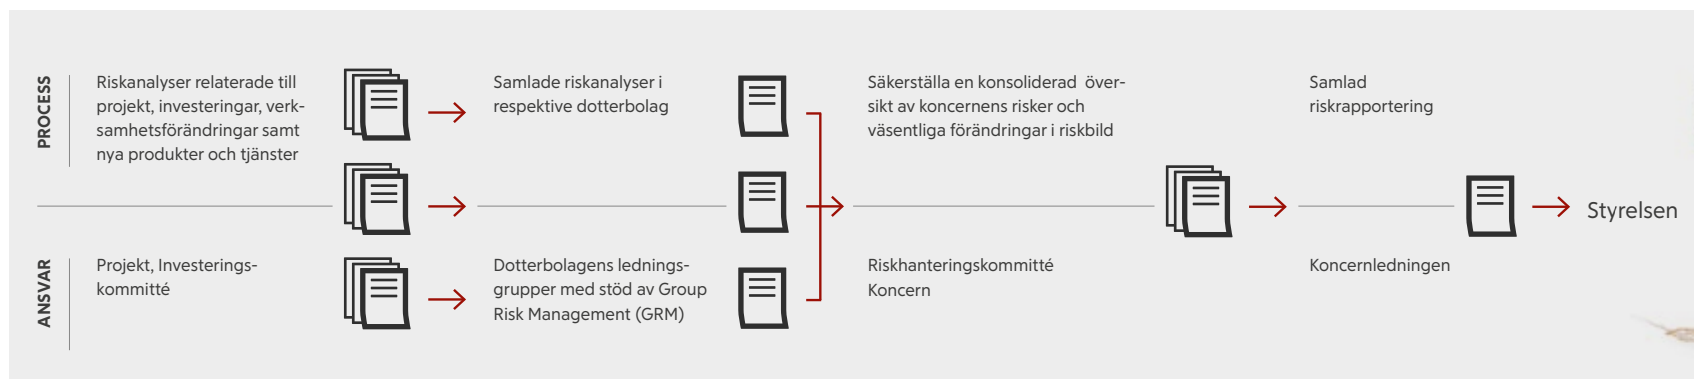 PROCESS
Riskanalyser relaterade till
projekt, investeringar, verk-
samhetsförändringar samt
nya produkter och tjänster
Samlade riskanalyser i
respektive dotterbolag
Säkerställa en konsoliderad över-
sikt av koncernens risker och
väsentliga förändringar i riskbild
Samlad
riskrapportering
Styrelsen
ANSVAR
Projekt, Investerings-
kommitté
Dotterbolagens lednings-
grupper med stöd av Group
Risk Management (GRM)
Riskhanteringskommitté
Koncern
Koncernledningen